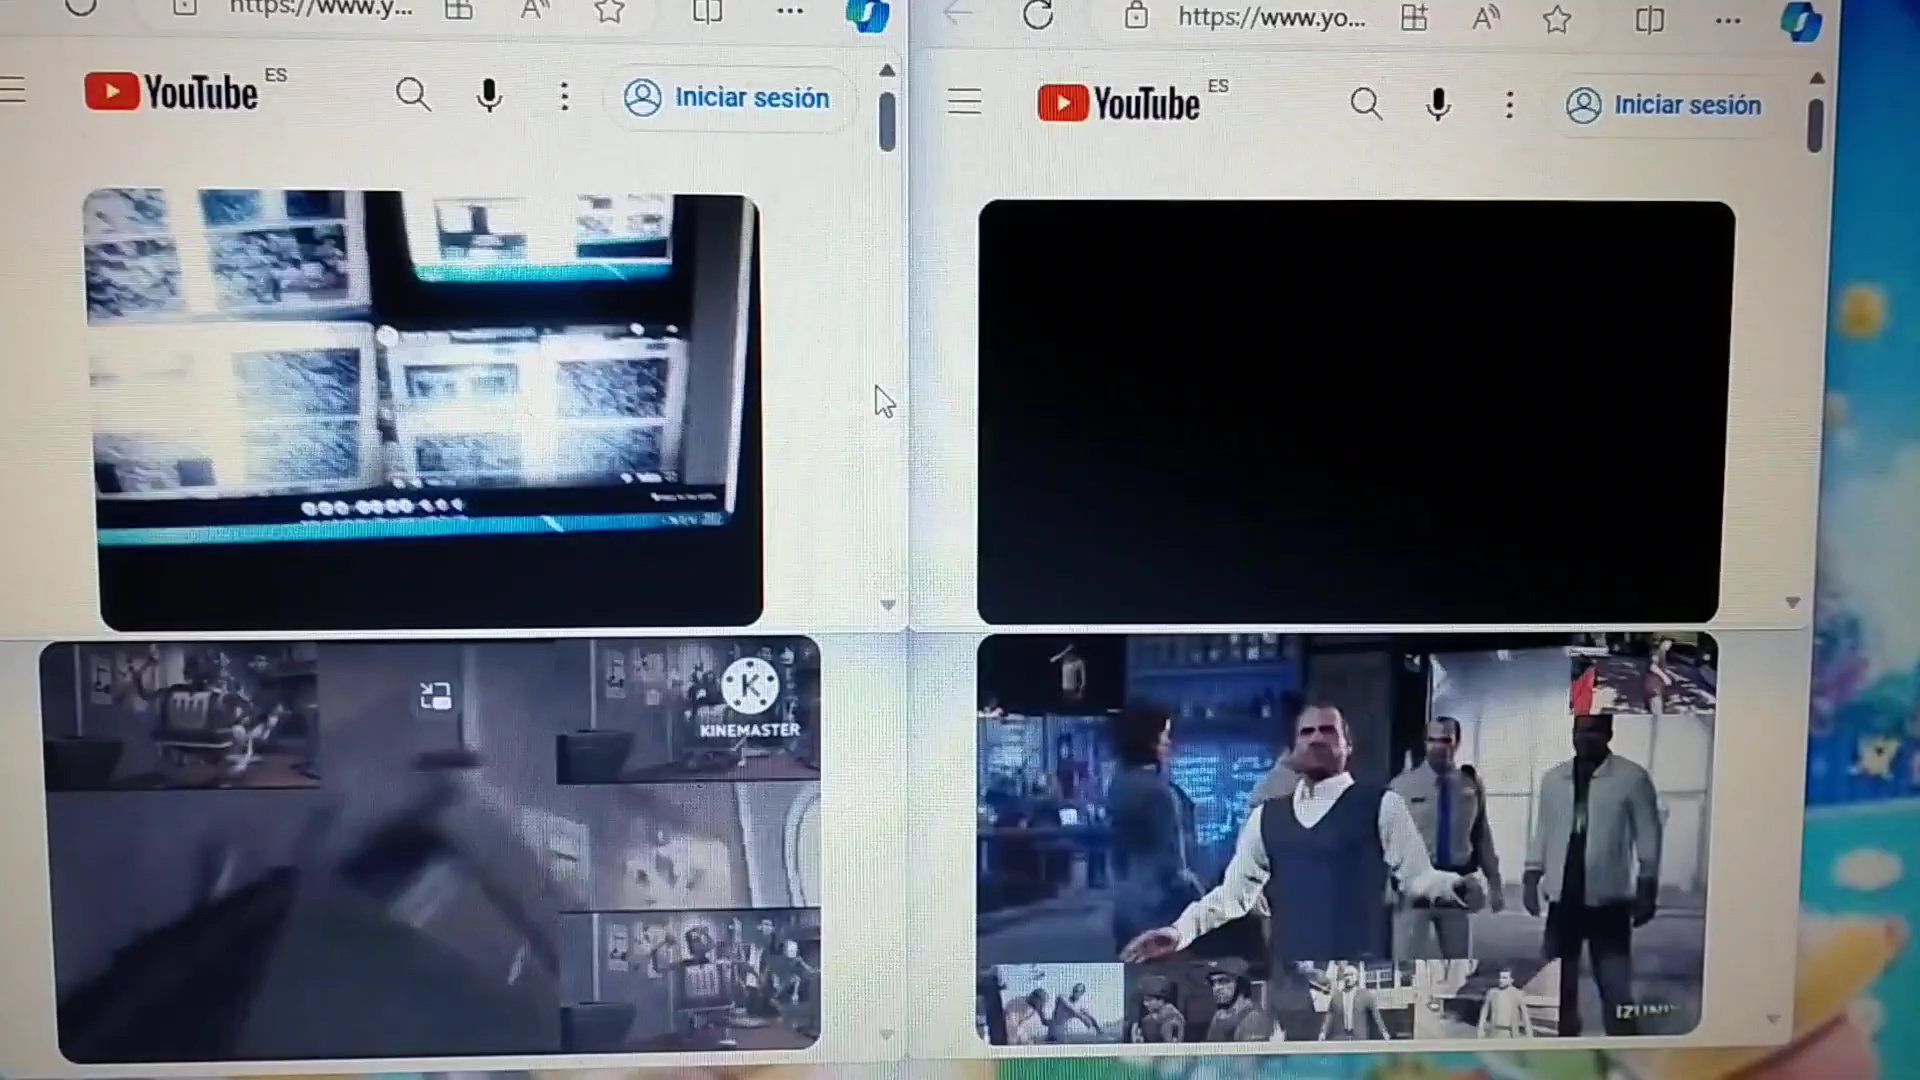 https://www.y...
https://www.yo...
YouTube ES
Iniciar sesión
YouTube ES
Iniciar sesión
K
KINEMASTER